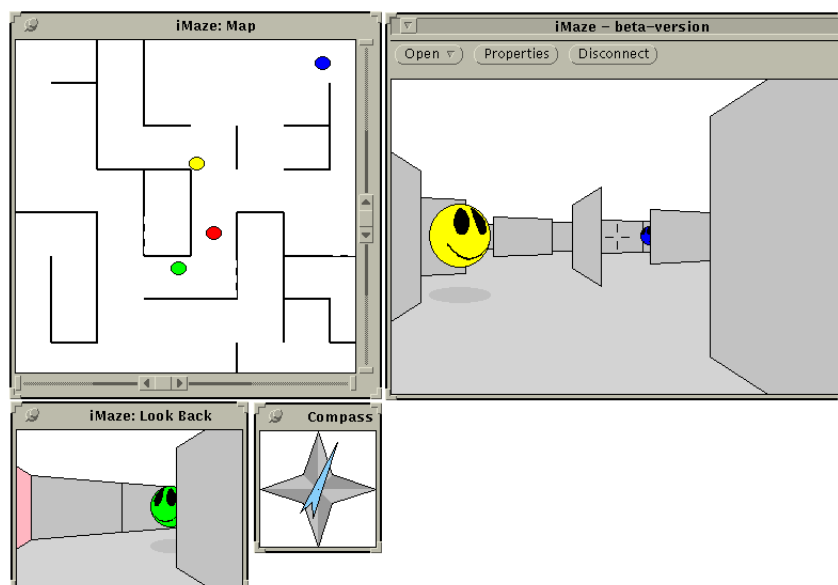 iMaze: Map
iMaze - beta-version
Open
Properties
Disconnect
iMaze: Look Back
Compass